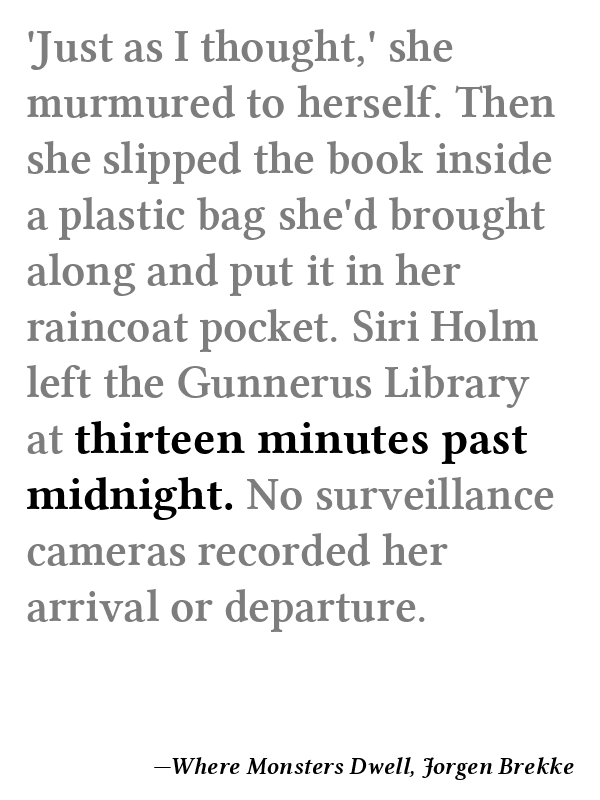 'Just as I thought,' she
murmured to herself. Then
she slipped the book inside
a plastic bag she'd brought
along and put it in her
raincoat pocket. Siri Holm
left the Gunnerus Library
at thirteen minutes past
midnight. No surveillance
cameras recorded her
arrival or departure.
—Where Monsters Dwell, Jorgen Brekke